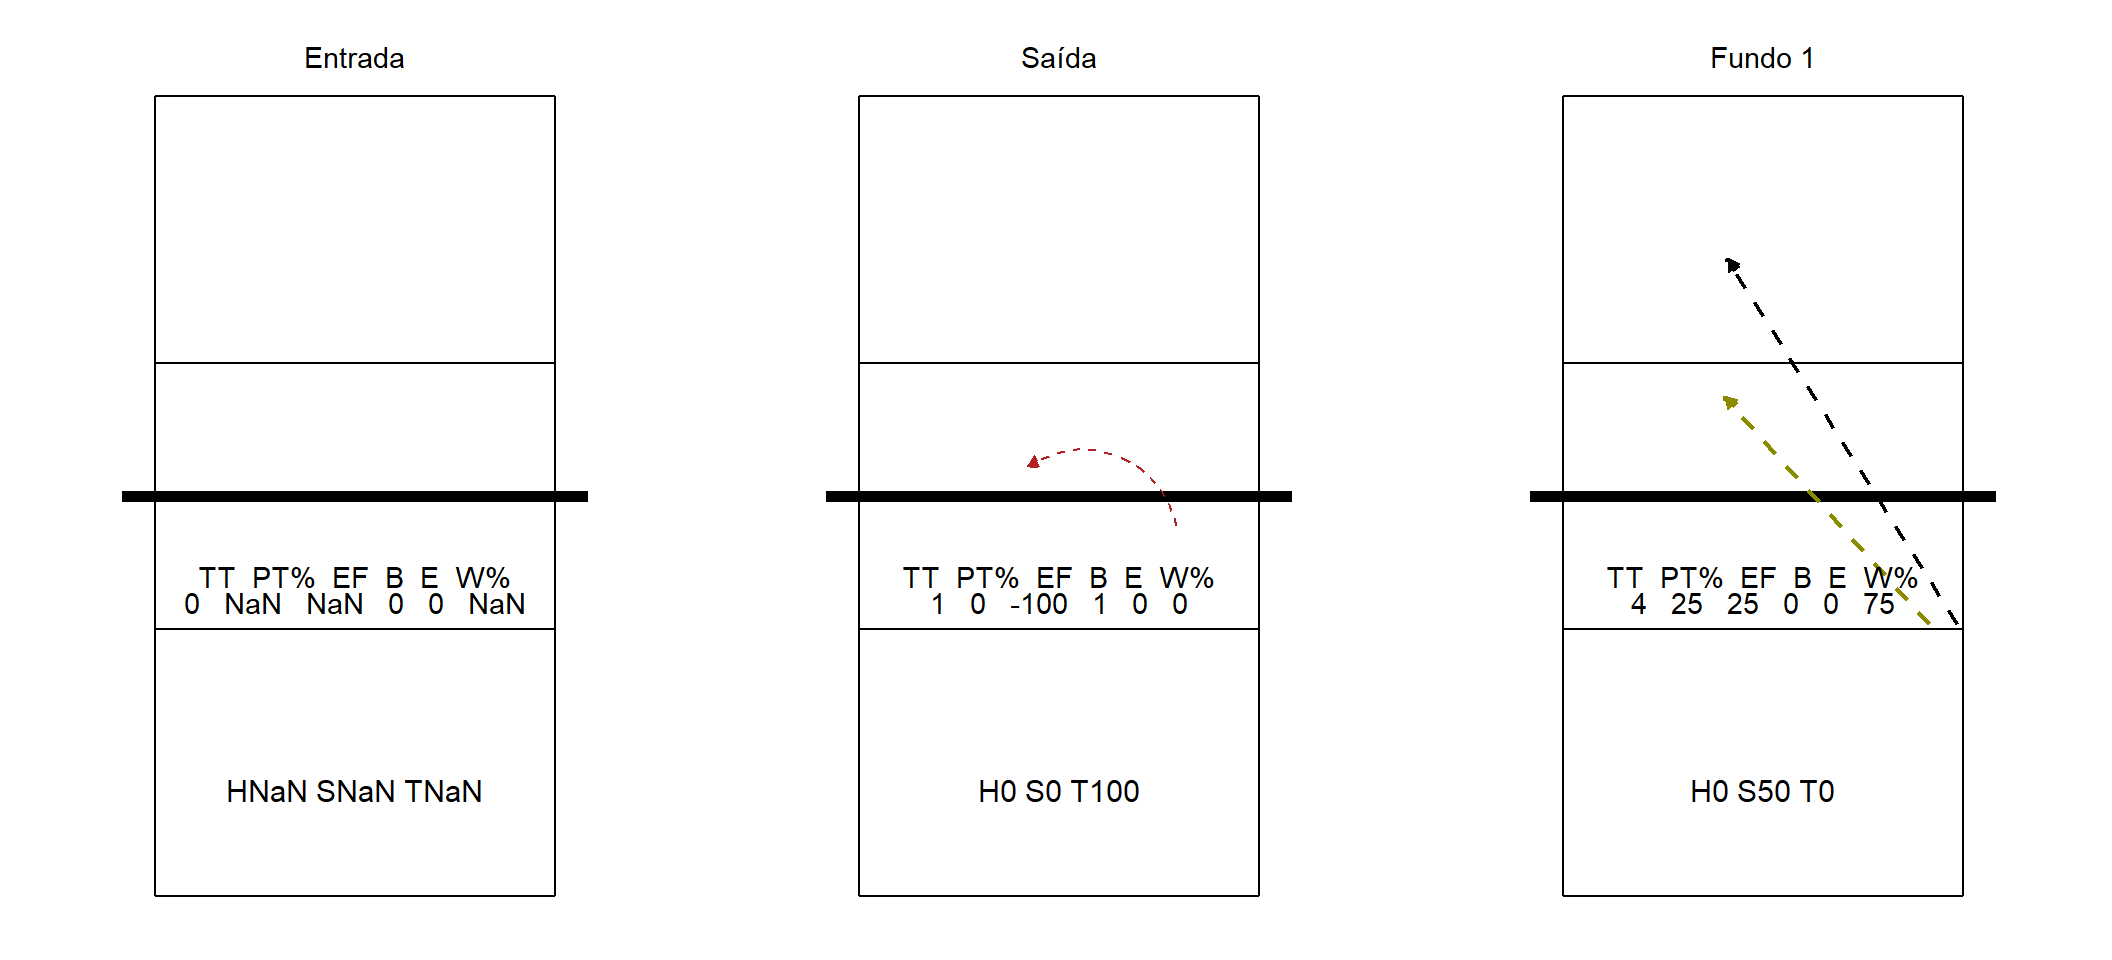 Entrada
TT PT% EF B E W%
0 NaN NaN 0 0 NaN
HNaN SNaN TNaN
Saída
TT PT% EF B E W%
1 0 -100 1 0 0
H0 S0 T100
Fundo 1
TT PT% EF B E W%
4 25 25 0 0 75
H0 S50 T0